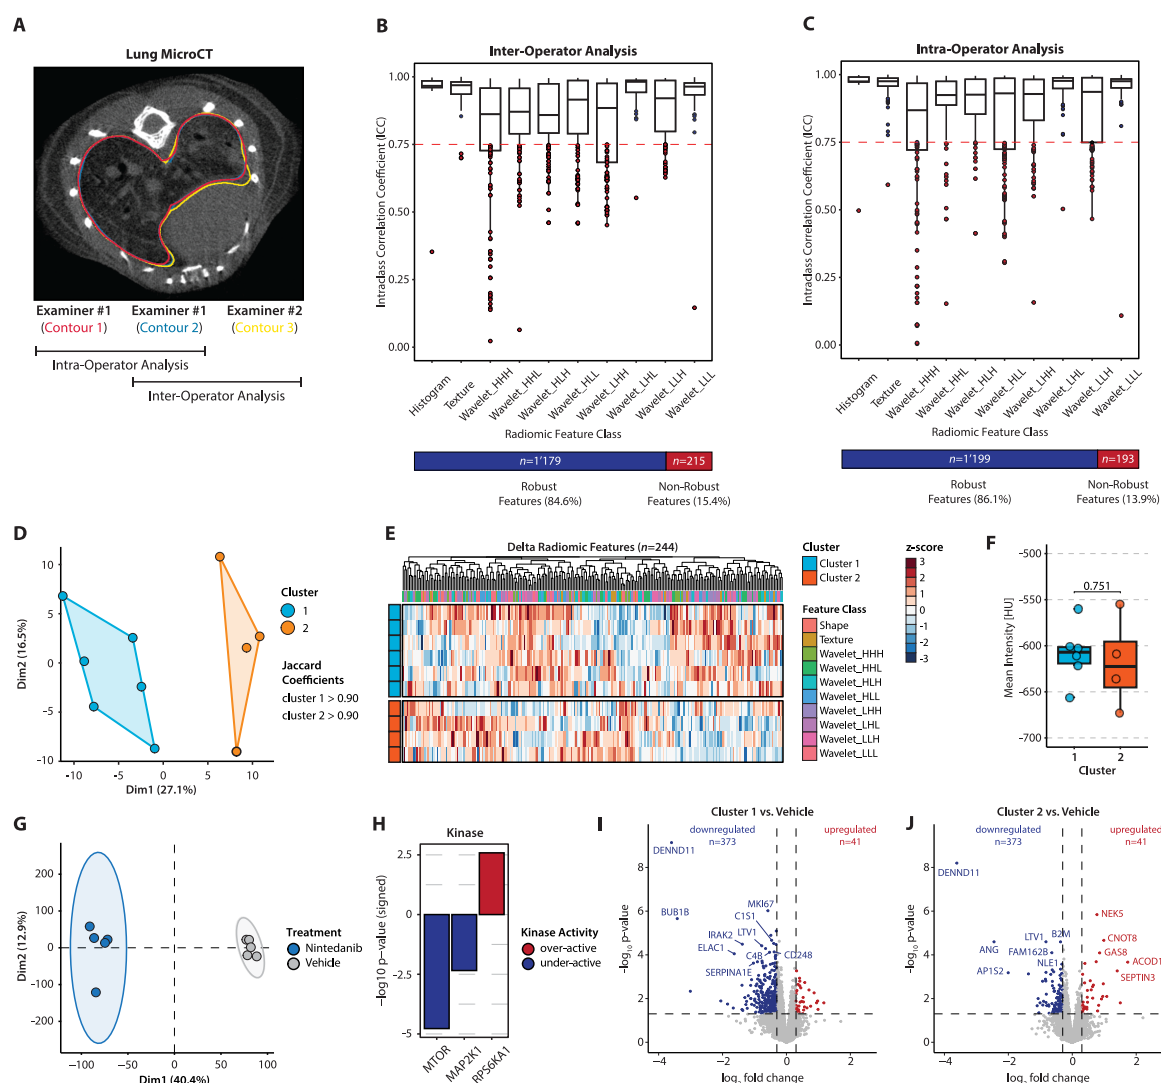 A
Lung MicroCT
Examiner #1 Examiner #1 Examiner #2
(Contour 1) (Contour 2) (Contour 3)
Intra-Operator Analysis
Inter-Operator Analysis
B
Inter-Operator Analysis
Intraclass Correlation Coefficient (ICC)
1.00
0.75
0.50
0.25
0.00
Histogram
Texture
Wavelet_HHH
Wavelet_HHL
Wavelet_HLH
Wavelet_HLL
Wavelet_LHH
Wavelet_LHL
Wavelet_LLH
Wavelet_LLL
Radiomic Feature Class
n=1'179 n=215
Robust Non-Robust
Features (84.6%) Features (15.4%)
C
Intra-Operator Analysis
Intraclass Correlation Coefficient (ICC)
1.00
0.75
0.50
0.25
0.00
Histogram
Texture
Wavelet_HHH
Wavelet_HHL
Wavelet_HLH
Wavelet_HLL
Wavelet_LHH
Wavelet_LHL
Wavelet_LLH
Wavelet_LLL
Radiomic Feature Class
n=1'199 n=193
Robust Non-Robust
Features (86.1%) Features (13.9%)
D
Dim2 (16.5%)
10
5
0
−5
−10
−10 −5 0 5 10
Dim1 (27.1%)
Cluster
1
2
Jaccard
Coefficients
cluster 1 > 0.90
cluster 2 > 0.90
E
Delta Radiomic Features (n=244)
Cluster
Cluster 1
Cluster 2
Feature Class
Shape
Texture
Wavelet_HHH
Wavelet_HHL
Wavelet_HLH
Wavelet_HLL
Wavelet_LHH
Wavelet_LHL
Wavelet_LLH
Wavelet_LLL
z-score
3
2
1
0
-1
-2
-3
F
Mean Intensity [HU]
−500
−550
−600
−650
−700
0.751
1 2
Cluster
G
Dim2 (12.9%)
200
100
0
−100
−200
−100 −50 0 50 100
Dim1 (40.4%)
Treatment
Nintedanib
Vehicle
H
Kinase
−log10 p−value (signed)
2.5
0
−2.5
−5
MTOR
MAP2K1
RPS6KA1
Kinase Activity
over-active
under-active
I
Cluster 1 vs. Vehicle
downregulated upregulated
n=373 n=41
−log10 p−value
8
6
4
2
0
DENND11
BUB1B
MKI67
C1S1
LTV1
IRAK2
ELAC1
C4B
CD248
SERPINA1E
−4 −2 0 2
log2 fold change
J
Cluster 2 vs. Vehicle
downregulated upregulated
n=373 n=41
−log10 p−value
8
6
4
2
0
DENND11
NEK5
LTV1
B2M
CNOT8
ANG
FAM162B
GAS8
NLE1
ACOD1
AP1S2
SEPTIN3
−4 −2 0 2
log2 fold change